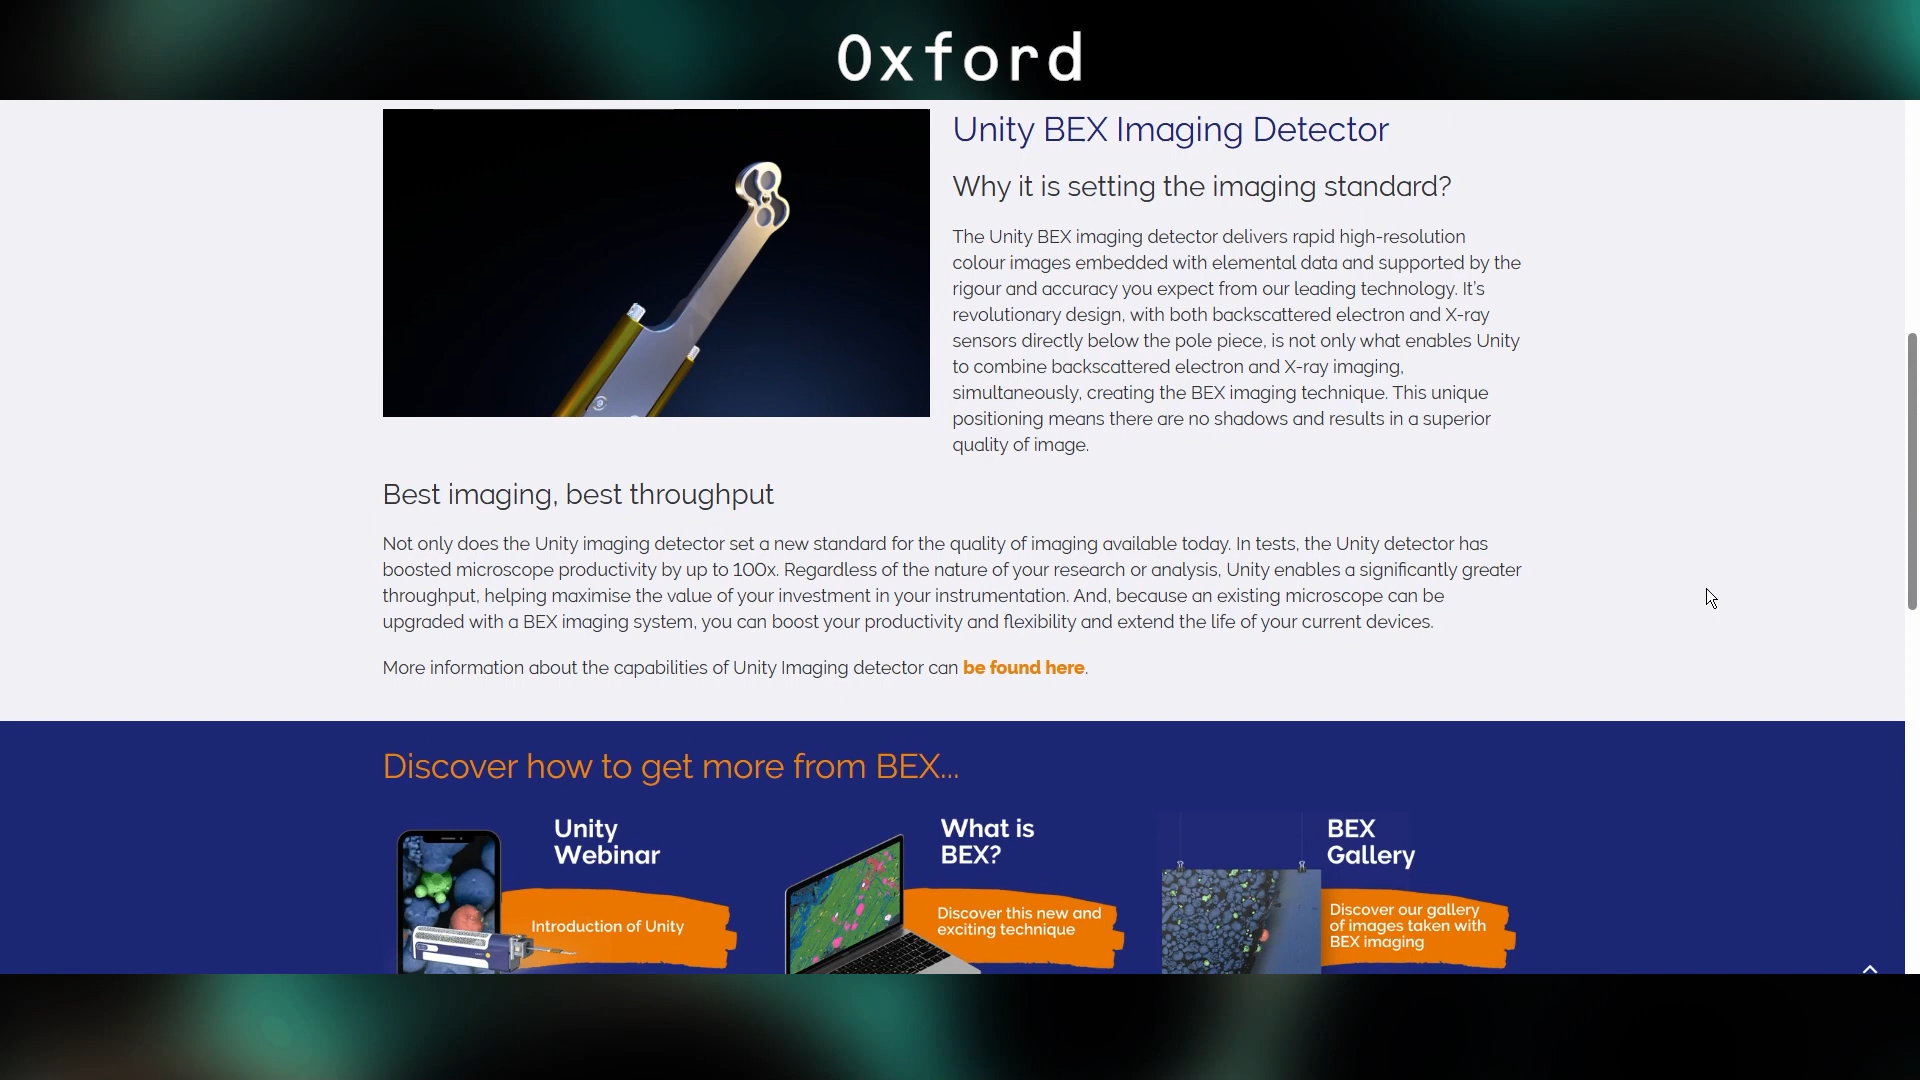 Oxford
Unity BEX Imaging Detector
Why it is setting the imaging standard?
The Unity BEX imaging detector delivers rapid high-resolution
colour images embedded with elemental data and supported by the
rigour and accuracy you expect from our leading technology. It's
revolutionary design, with both backscattered electron and X-ray
sensors directly below the pole piece, is not only what enables Unity
to combine backscattered electron and X-ray imaging,
simultaneously, creating the BEX imaging technique. This unique
positioning means there are no shadows and results in a superior
quality of image.
Best imaging, best throughput
Not only does the Unity imaging detector set a new standard for the quality of imaging available today. In tests, the Unity detector has
boosted microscope productivity by up to 100x. Regardless of the nature of your research or analysis, Unity enables a significantly greater
throughput, helping maximise the value of your investment in your instrumentation. And, because an existing microscope can be
upgraded with a BEX imaging system, you can boost your productivity and flexibility and extend the life of your current devices.
More information about the capabilities of Unity Imaging detector can be found here.
Discover how to get more from BEX...
Unity
Webinar
Introduction of Unity
What is
BEX?
Discover this new and
exciting technique
BEX
Gallery
Discover our gallery
of images taken with
BEX imaging